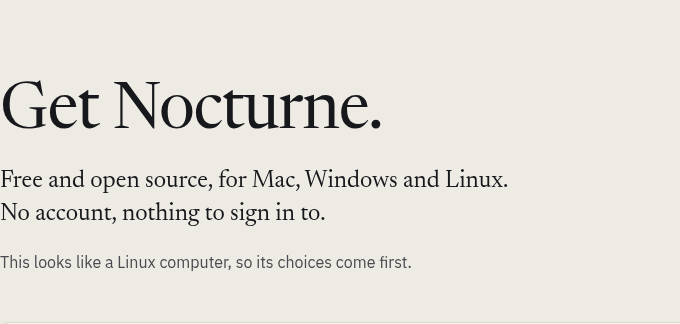 Get Nocturne.
Free and open source, for Mac, Windows and Linux.
No account, nothing to sign in to.
This looks like a Linux computer, so its choices come first.